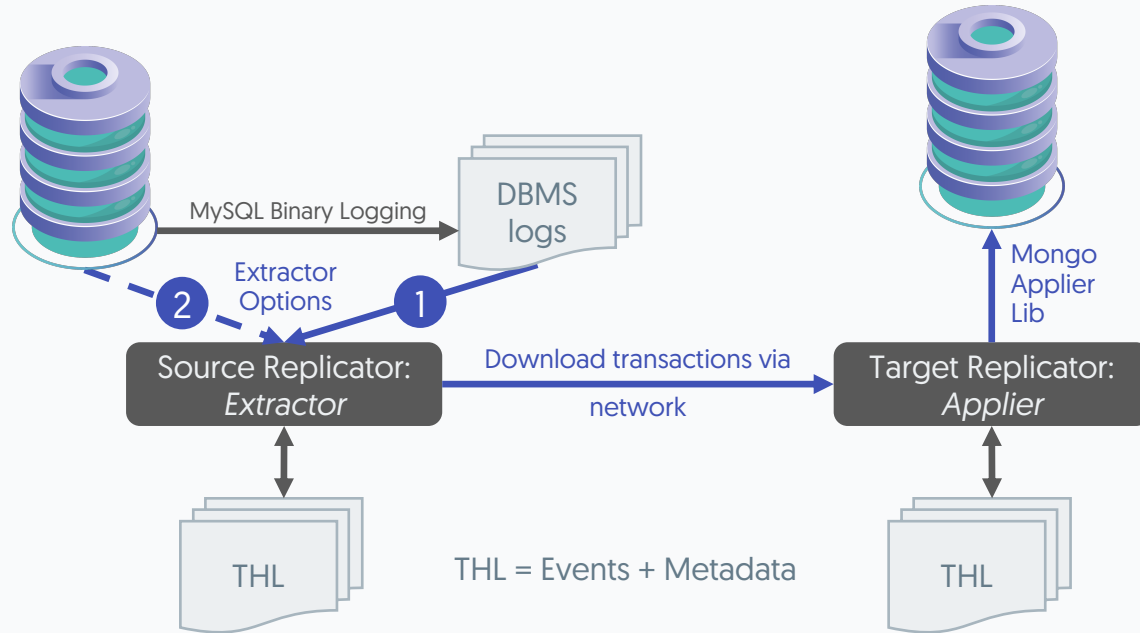 MySQL Binary Logging
DBMS
logs
Extractor
Options
2
1
Mongo
Applier
Lib
Source Replicator:
Extractor
Download transactions via
network
Target Replicator:
Applier
THL
THL = Events + Metadata
THL